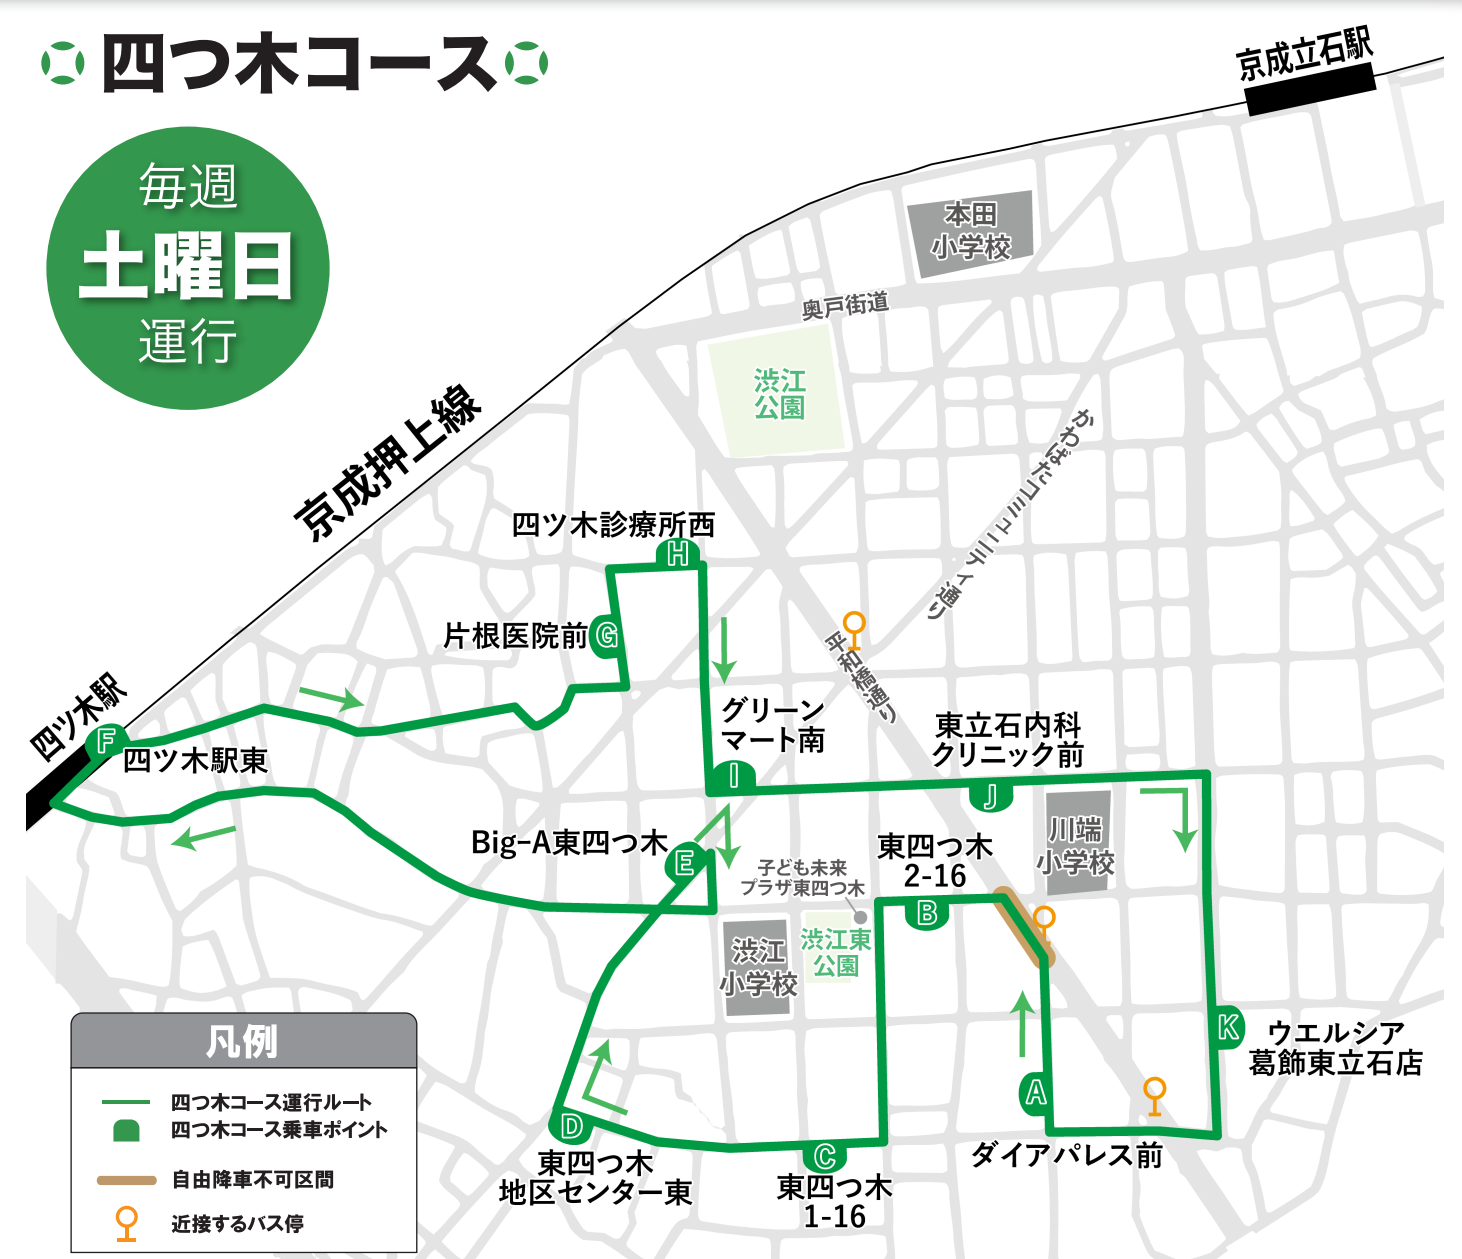 四つ木コース
毎週
土曜日
運行
京成立石駅
本田
小学校
奥戸街道
渋江
公園
京成押上線
かわばたコミュニティ通り
四ツ木診療所西
H
片根医院前
G
平和橋通り
四ツ木駅
F
四ツ木駅東
グリーン
マート南
I
東立石内科
クリニック前
J
川端
小学校
Big-A東四つ木
E
子ども未来
プラザ東四つ木
東四つ木
2-16
B
渋江
小学校
渋江東
公園
K
ウエルシア
葛飾東立石店
A
ダイアパレス前
D
東四つ木
地区センター東
C
東四つ木
1-16
凡例
四つ木コース運行ルート
四つ木コース乗車ポイント
自由降車不可区間
近接するバス停